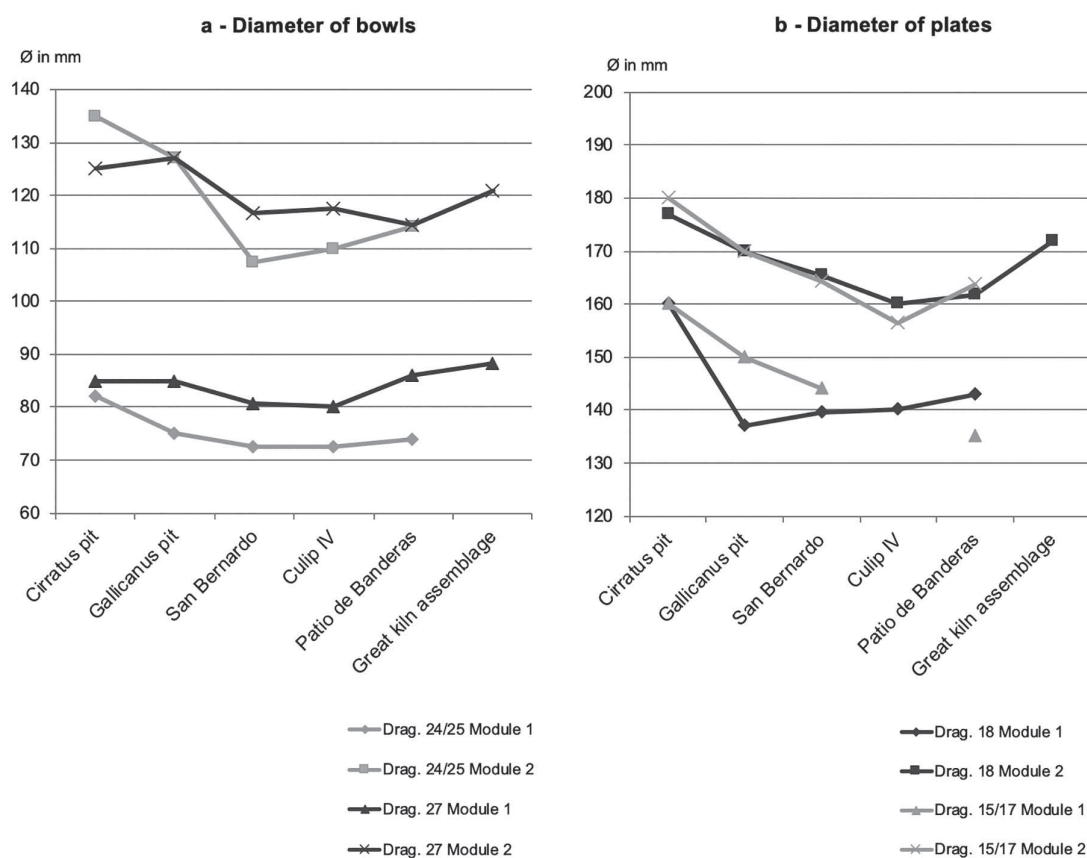 a - Diameter of bowls
Ø in mm
140
130
120
110
100
90
80
70
60
Cirratus pit
Gallicanus pit
San Bernardo
Culip IV
Patio de Banderas
Great kiln assemblage
Drag. 24/25 Module 1
Drag. 24/25 Module 2
Drag. 27 Module 1
Drag. 27 Module 2
b - Diameter of plates
Ø in mm
200
190
180
170
160
150
140
130
120
Cirratus pit
Gallicanus pit
San Bernardo
Culip IV
Patio de Banderas
Great kiln assemblage
Drag. 18 Module 1
Drag. 18 Module 2
Drag. 15/17 Module 1
Drag. 15/17 Module 2